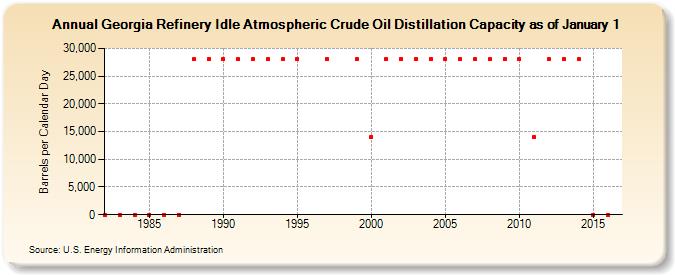 Annual Georgia Refinery Idle Atmospheric Crude Oil Distillation Capacity as of January 1
Barrels per Calendar Day
30,000
25,000
20,000
15,000
10,000
5,000
0
1985 1990 1995 2000 2005 2010 2015
Source: U.S. Energy Information Administration